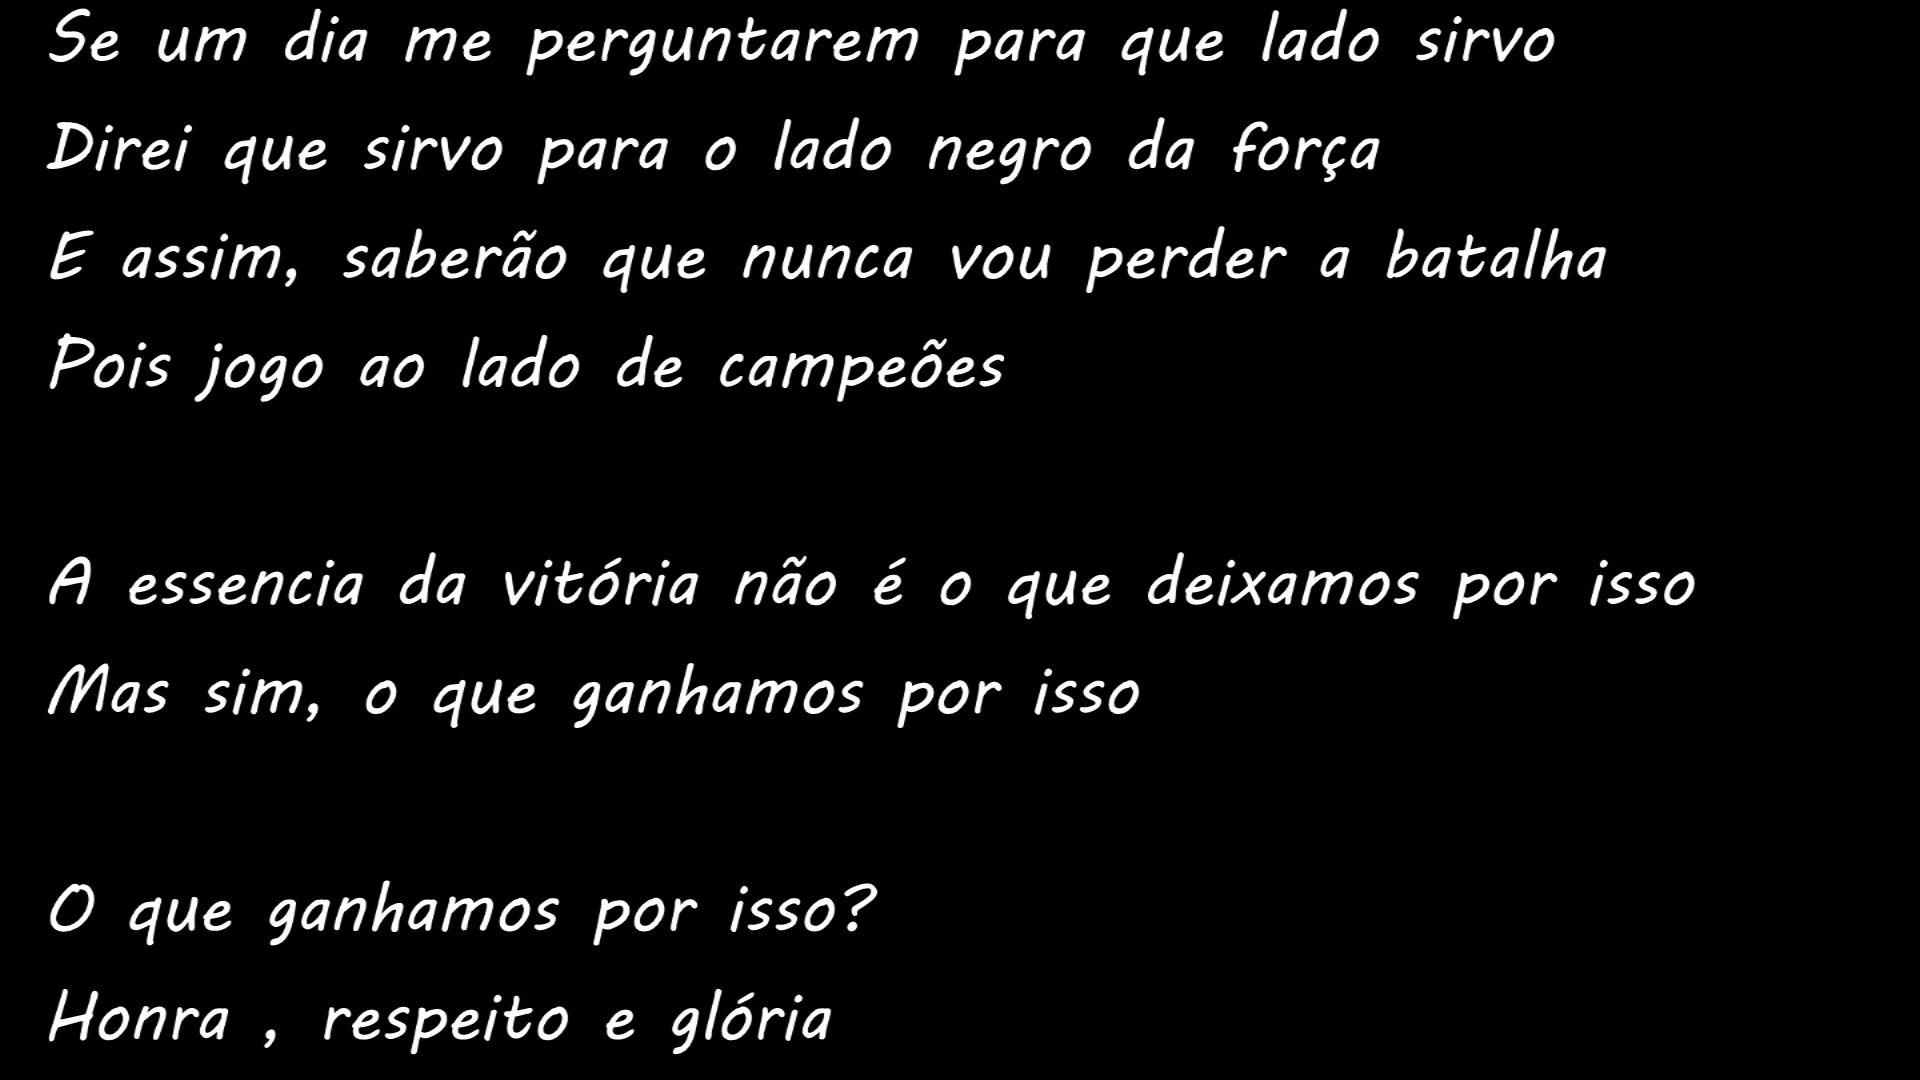 Se um dia me perguntarem para que lado sirvo
Direi que sirvo para o lado negro da força
E assim, saberão que nunca vou perder a batalha
Pois jogo ao lado de campeões
A essencia da vitória não é o que deixamos por isso
Mas sim, o que ganhamos por isso
O que ganhamos por isso?
Honra , respeito e glória